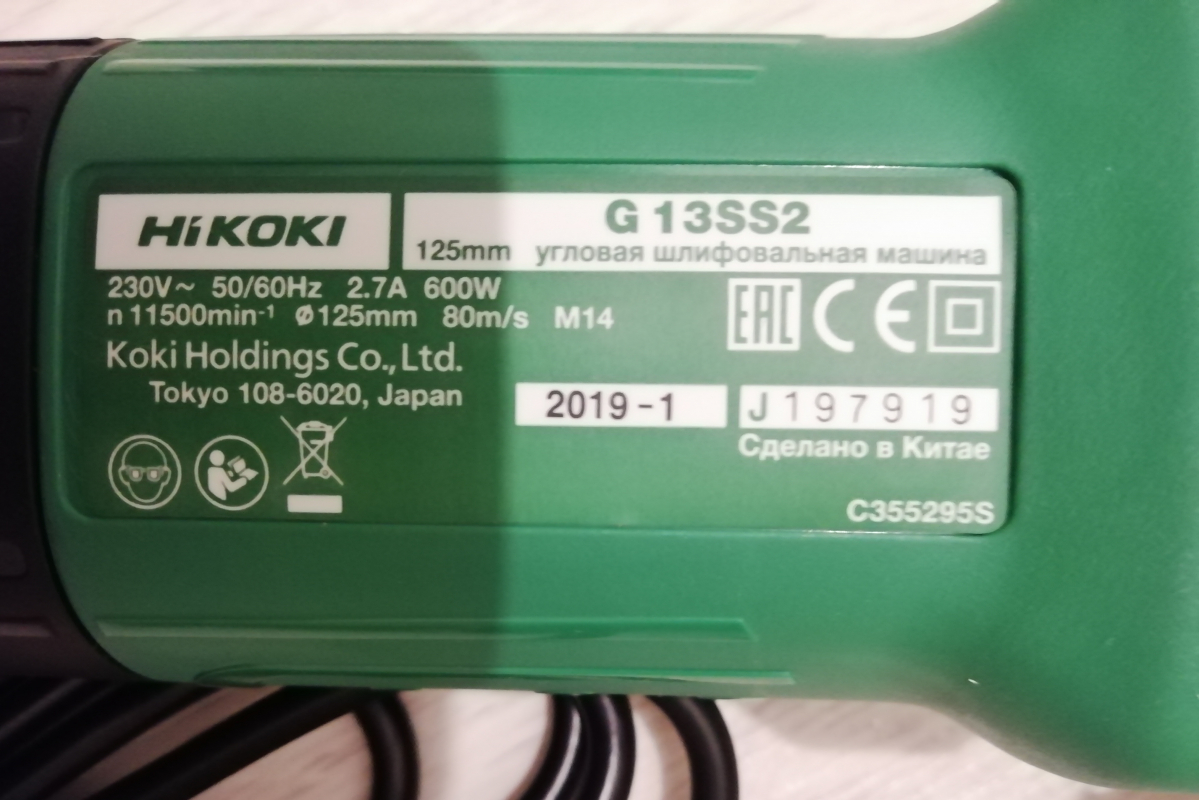 HiKOKI
G 13SS2
125mm угловая шлифовальная машина
230V~ 50/60Hz 2.7A 600W
n 11500min-¹ ø125mm 80m/s M14
EAC CE
Koki Holdings Co.,Ltd.
Tokyo 108-6020, Japan
2019-1
J197919
Сделано в Китае
C355295S